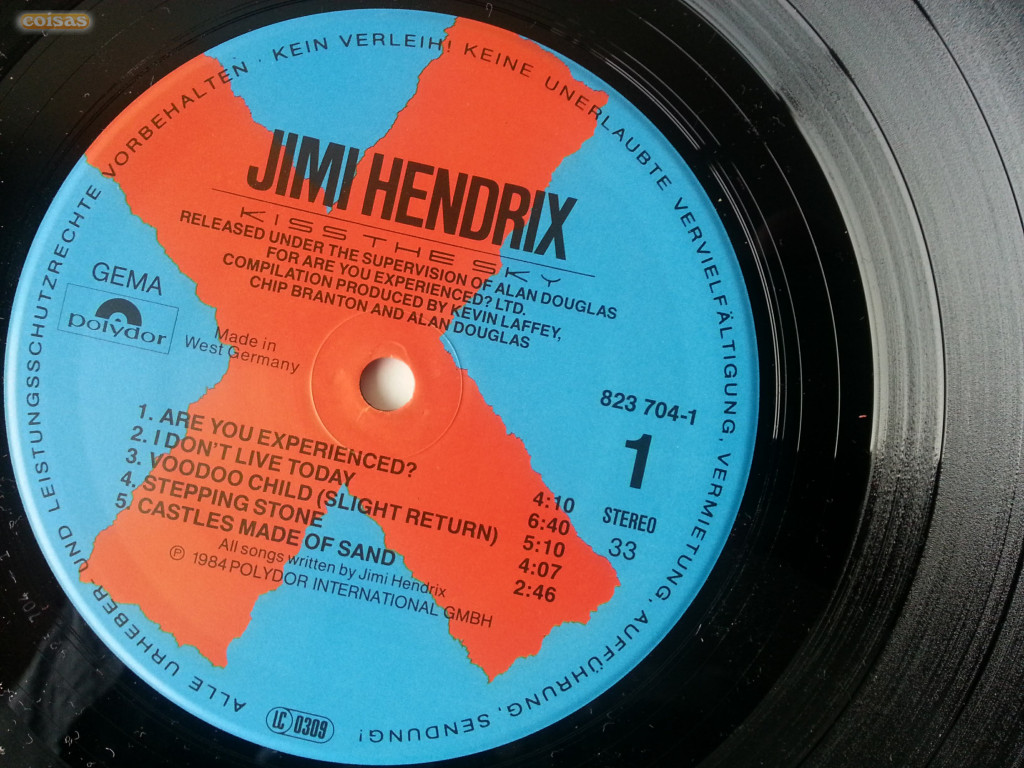 coisas
ALLE URHEBER- UND LEISTUNGSSCHUTZRECHTE VORBEHALTEN · KEIN VERLEIH! KEINE UNERLAUBTE VERVIELFÄLTIGUNG, VERMIETUNG, AUFFÜHRUNG, SENDUNG!
JIMI HENDRIX
KISS THE SKY
RELEASED UNDER THE SUPERVISION OF ALAN DOUGLAS
FOR ARE YOU EXPERIENCED? LTD.
COMPILATION PRODUCED BY KEVIN LAFFEY,
CHIP BRANTON AND ALAN DOUGLAS
GEMA
polydor
Made in
West Germany
823 704-1
1
STEREO
33
1. ARE YOU EXPERIENCED? 4:10
2. I DON'T LIVE TODAY 6:40
3. VOODOO CHILD (SLIGHT RETURN) 5:10
4. STEPPING STONE 4:07
5. CASTLES MADE OF SAND 2:46
All songs written by Jimi Hendrix
℗ 1984 POLYDOR INTERNATIONAL GMBH
LC 0309